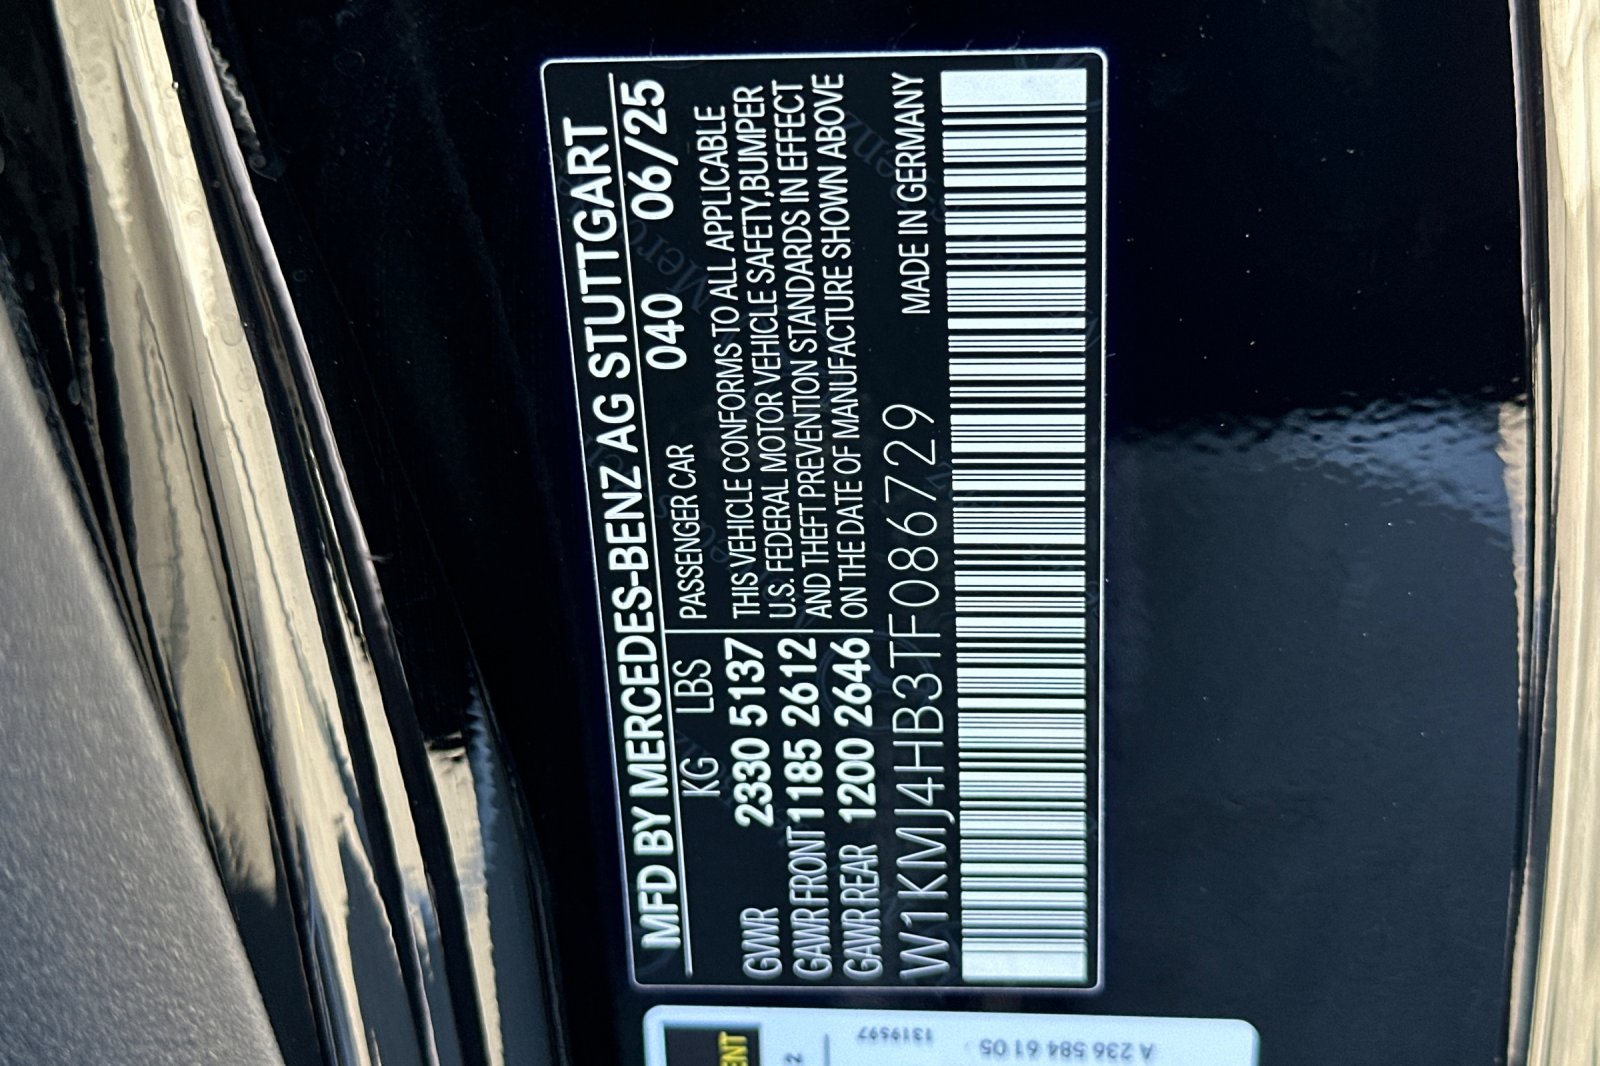 MFD BY MERCEDES-BENZ AG STUTTGART
KG LBS PASSENGER CAR 040 06/25
GVWR 2330 5137 THIS VEHICLE CONFORMS TO ALL APPLICABLE
GAWR FRONT 1185 2612 U.S. FEDERAL MOTOR VEHICLE SAFETY, BUMPER
GAWR REAR 1200 2646 AND THEFT PREVENTION STANDARDS IN EFFECT
ON THE DATE OF MANUFACTURE SHOWN ABOVE
W1KMJ4HB3TF086729 MADE IN GERMANY
A 236 584 61 05
1319597